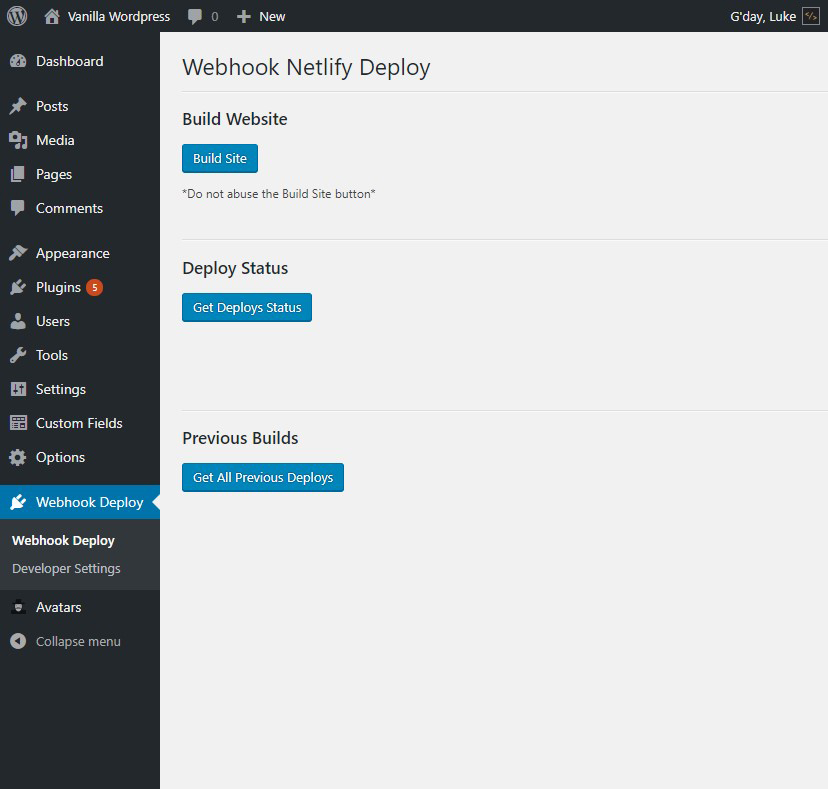 Vanilla Wordpress 0 New G'day, Luke
Dashboard
Posts
Media
Pages
Comments
Appearance
Plugins 5
Users
Tools
Settings
Custom Fields
Options
Webhook Deploy
Webhook Deploy
Developer Settings
Avatars
Collapse menu
Webhook Netlify Deploy
Build Website
Build Site
*Do not abuse the Build Site button*
Deploy Status
Get Deploys Status
Previous Builds
Get All Previous Deploys